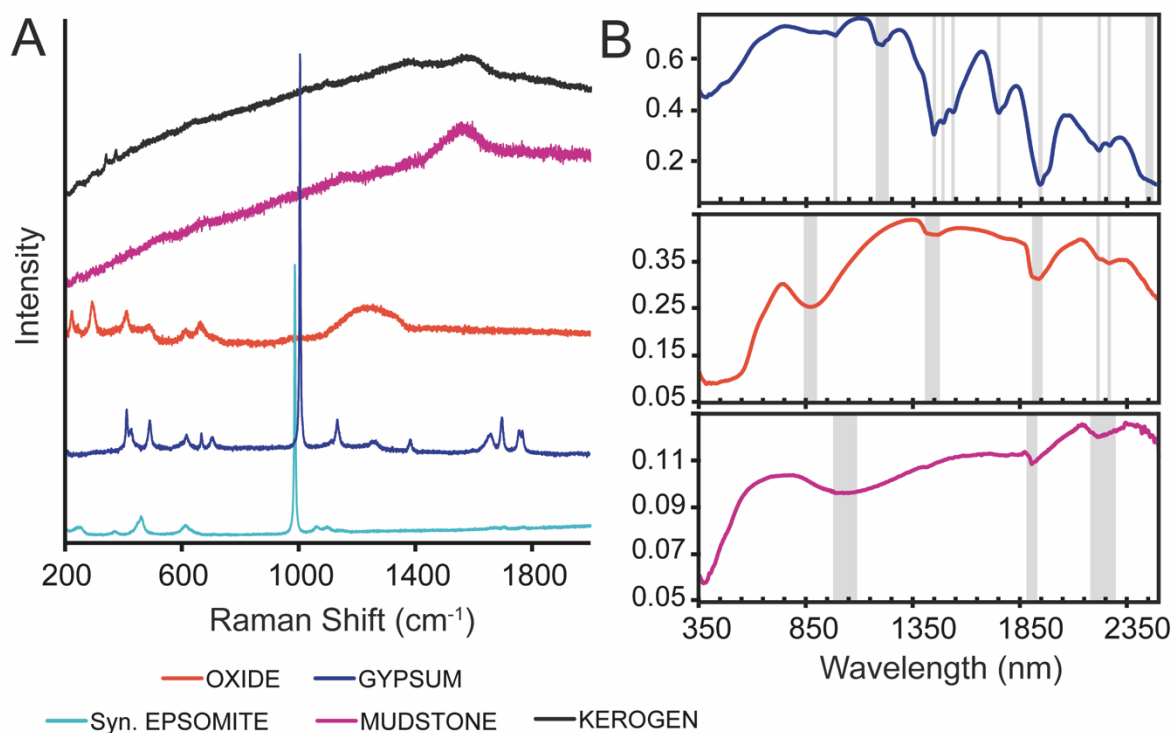 A
Intensity
200 600 1000 1400 1800
Raman Shift (cm⁻¹)
B
0.6
0.4
0.2
0.35
0.25
0.15
0.05
0.11
0.09
0.07
0.05
350 850 1350 1850 2350
Wavelength (nm)
OXIDE GYPSUM
Syn. EPSOMITE MUDSTONE KEROGEN